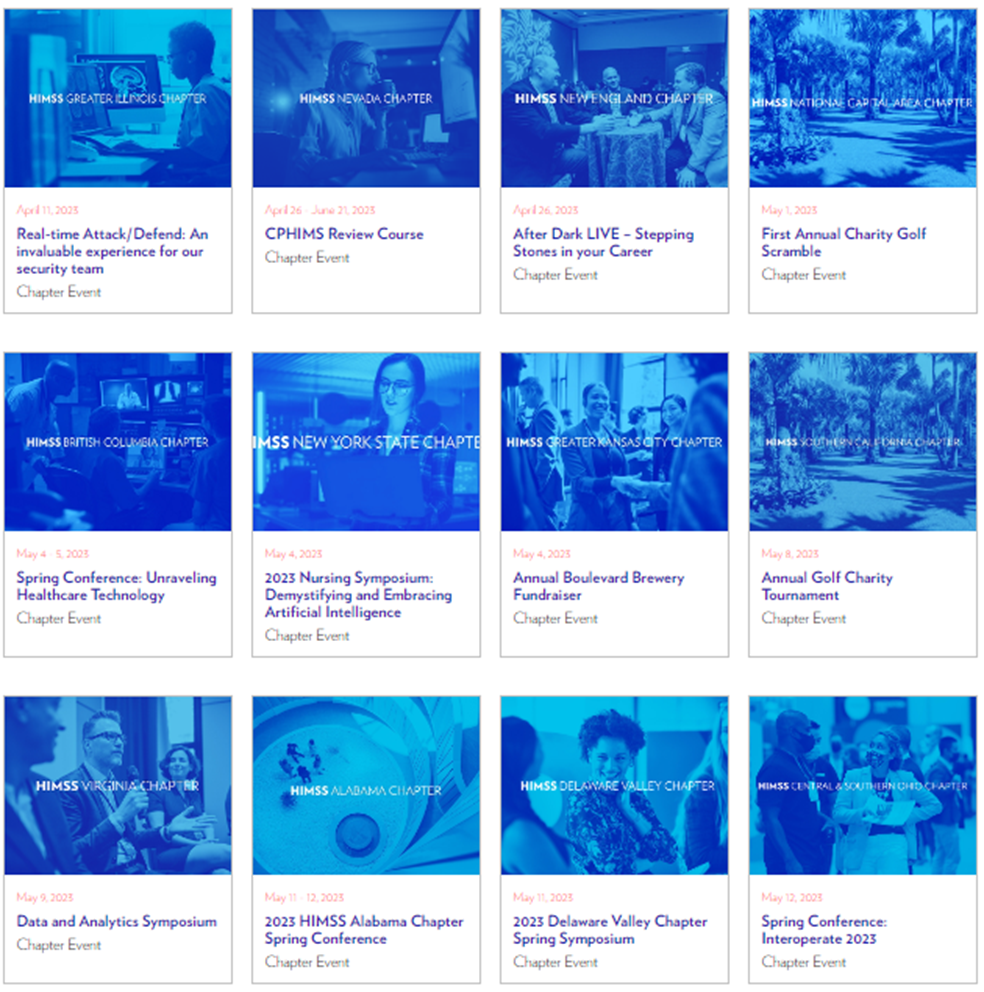 HIMSS GREATER ILLINOIS CHAPTER
April 11, 2023
Real-time Attack/Defend: An
invaluable experience for our
security team
Chapter Event
HIMSS NEVADA CHAPTER
April 26 - June 21, 2023
CPHIMS Review Course
Chapter Event
HIMSS NEW ENGLAND CHAPTER
April 26, 2023
After Dark LIVE – Stepping
Stones in your Career
Chapter Event
HIMSS NATIONAL CAPITAL AREA CHAPTER
May 1, 2023
First Annual Charity Golf
Scramble
Chapter Event
HIMSS BRITISH COLUMBIA CHAPTER
May 4 - 5, 2023
Spring Conference: Unraveling
Healthcare Technology
Chapter Event
IMSS NEW YORK STATE CHAPTE
May 4, 2023
2023 Nursing Symposium:
Demystifying and Embracing
Artificial Intelligence
Chapter Event
HIMSS GREATER KANSAS CITY CHAPTER
May 4, 2023
Annual Boulevard Brewery
Fundraiser
Chapter Event
HIMSS SOUTHERN CALIFORNIA CHAPTER
May 8, 2023
Annual Golf Charity
Tournament
Chapter Event
HIMSS VIRGINIA CHAPTER
May 9, 2023
Data and Analytics Symposium
Chapter Event
HIMSS ALABAMA CHAPTER
May 11 - 12, 2023
2023 HIMSS Alabama Chapter
Spring Conference
Chapter Event
HIMSS DELAWARE VALLEY CHAPTER
May 11, 2023
2023 Delaware Valley Chapter
Spring Symposium
Chapter Event
HIMSS CENTRAL & SOUTHERN OHIO CHAPTER
May 12, 2023
Spring Conference:
Interoperate 2023
Chapter Event